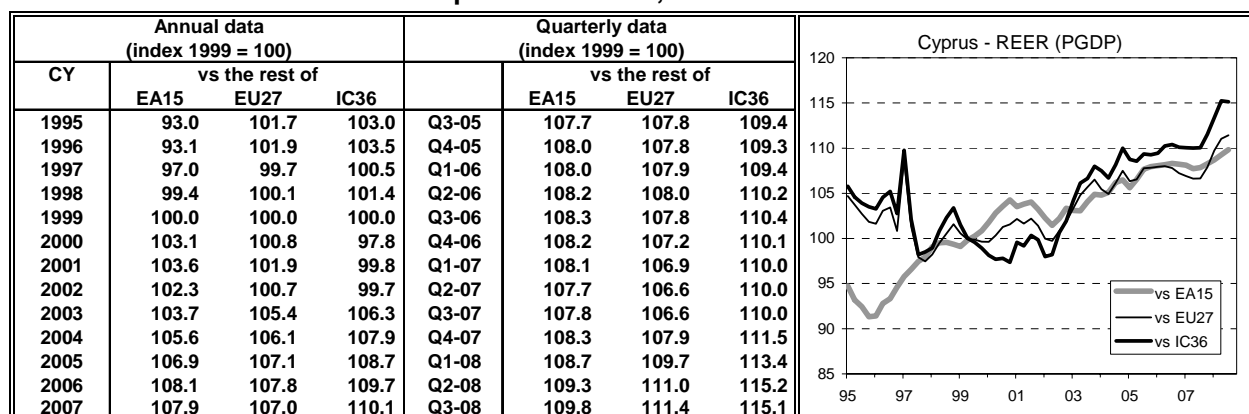 Annual data Quarterly data
(index 1999 = 100) (index 1999 = 100)
CY vs the rest of vs the rest of
EA15 EU27 IC36 EA15 EU27 IC36
1995 93.0 101.7 103.0 Q3-05 107.7 107.8 109.4
1996 93.1 101.9 103.5 Q4-05 108.0 107.8 109.3
1997 97.0 99.7 100.5 Q1-06 108.0 107.9 109.4
1998 99.4 100.1 101.4 Q2-06 108.2 108.0 110.2
1999 100.0 100.0 100.0 Q3-06 108.3 107.8 110.4
2000 103.1 100.8 97.8 Q4-06 108.2 107.2 110.1
2001 103.6 101.9 99.8 Q1-07 108.1 106.9 110.0
2002 102.3 100.7 99.7 Q2-07 107.7 106.6 110.0
2003 103.7 105.4 106.3 Q3-07 107.8 106.6 110.0
2004 105.6 106.1 107.9 Q4-07 108.3 107.9 111.5
2005 106.9 107.1 108.7 Q1-08 108.7 109.7 113.4
2006 108.1 107.8 109.7 Q2-08 109.3 111.0 115.2
2007 107.9 107.0 110.1 Q3-08 109.8 111.4 115.1
Cyprus - REER (PGDP)
120
115
110
105
100
95
90
85
95 97 99 01 03 05 07
vs EA15
vs EU27
vs IC36